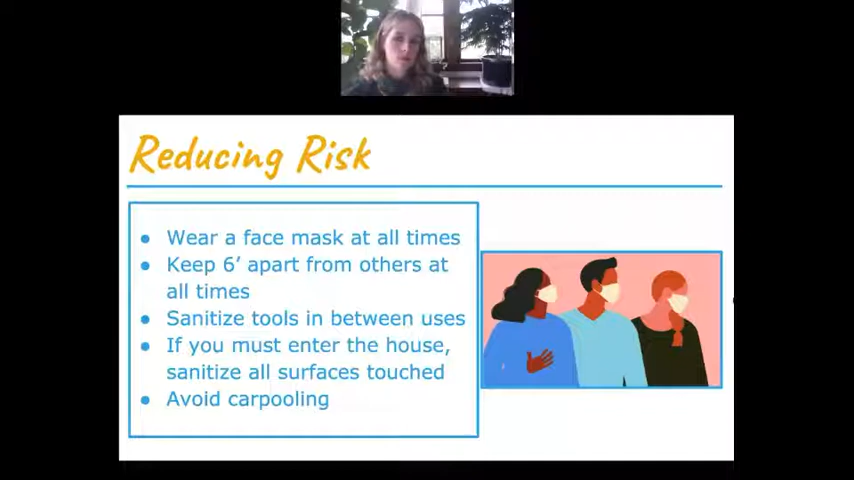 Reducing Risk
● Wear a face mask at all times
● Keep 6’ apart from others at
all times
● Sanitize tools in between uses
● If you must enter the house,
sanitize all surfaces touched
● Avoid carpooling